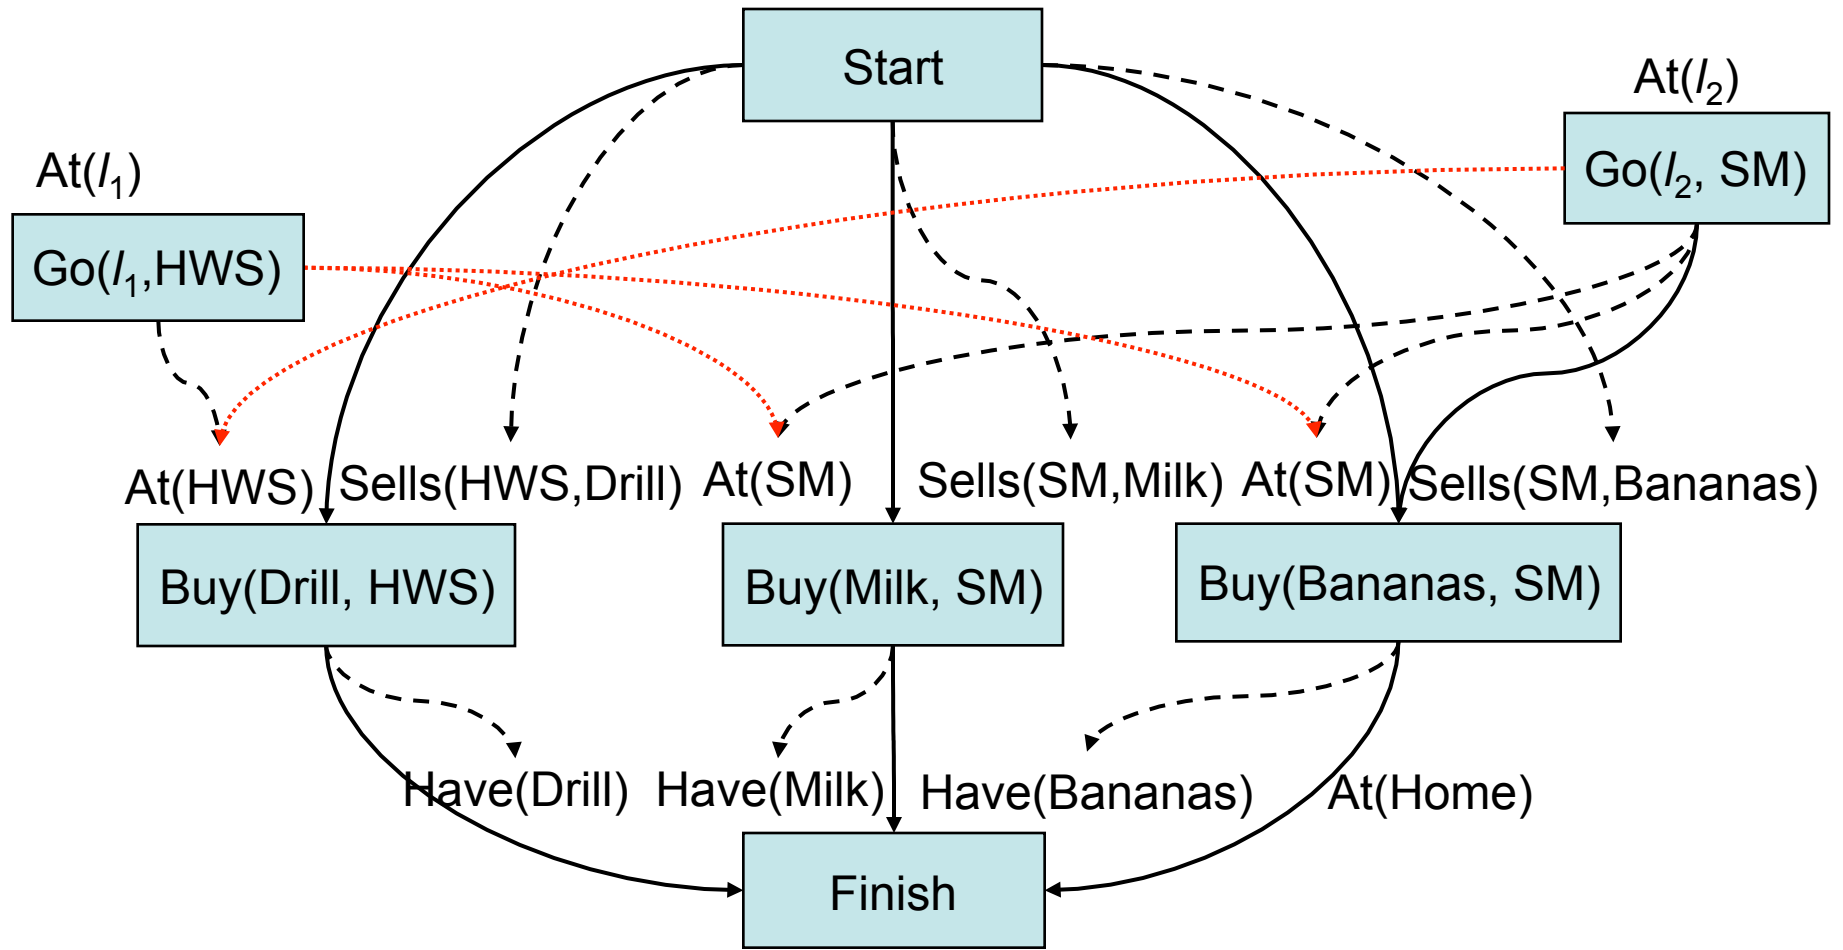 Start
At(l2)
Go(l2, SM)
At(l1)
Go(l1,HWS)
At(HWS) Sells(HWS,Drill) At(SM) Sells(SM,Milk) At(SM) Sells(SM,Bananas)
Buy(Drill, HWS) Buy(Milk, SM) Buy(Bananas, SM)
Have(Drill) Have(Milk) Have(Bananas) At(Home)
Finish